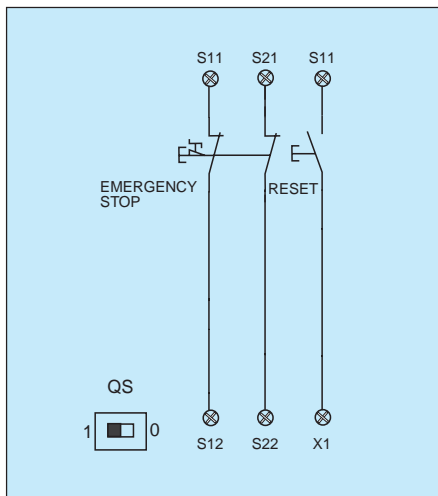 S11 S21 S11
EMERGENCY STOP
RESET
QS
1 0
S12 S22 X1